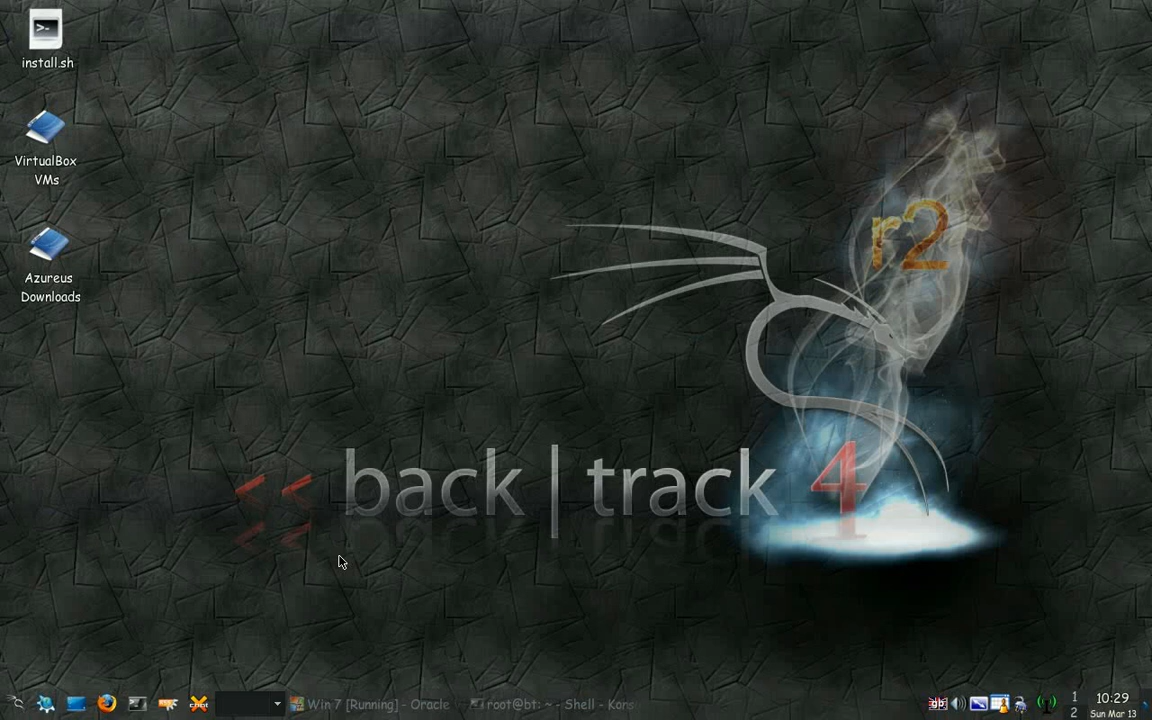 install.sh
VirtualBox
VMs
Azureus
Downloads
r2
<< back|track 4
Win 7 [Running] - Oracle
root@bt: ~ - Shell - Kons
gb
1
2
10:29
Sun Mar 13